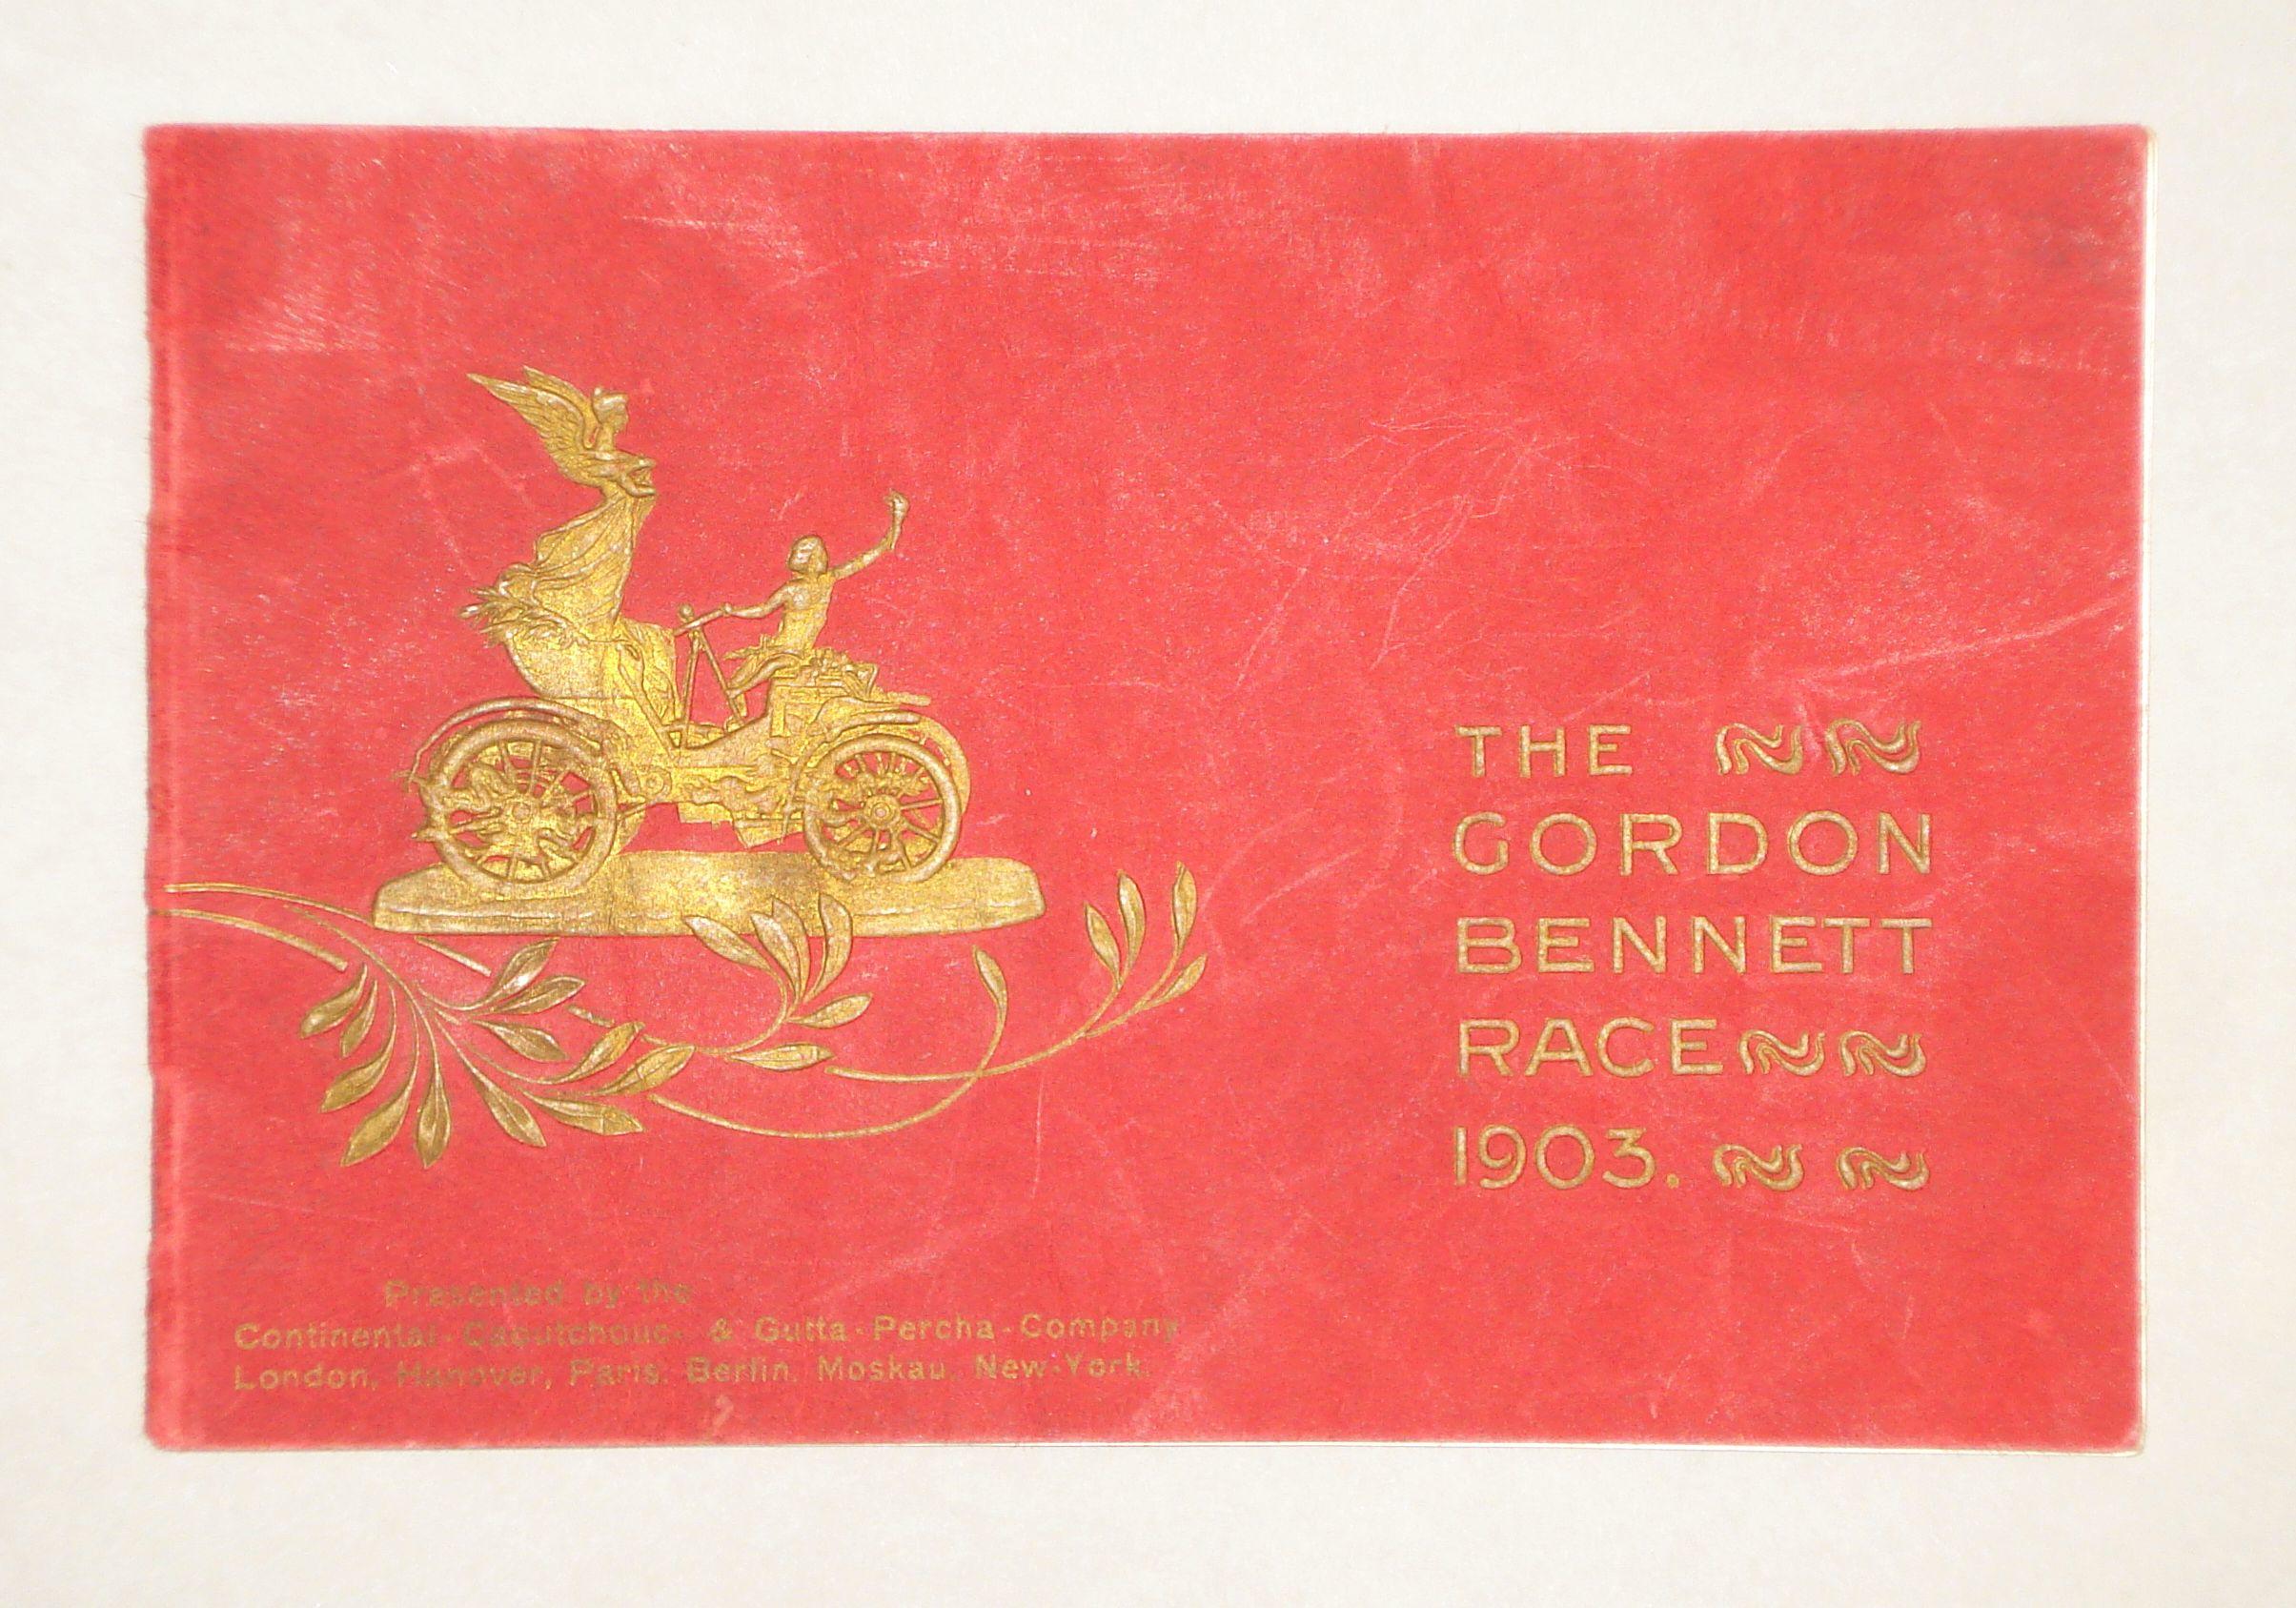 THE
GORDON
BENNETT
RACE
1903.
Presented by the
Continental-Caoutchouc- & Gutta-Percha-Company
London, Hanover, Paris. Berlin. Moskau. New-York.